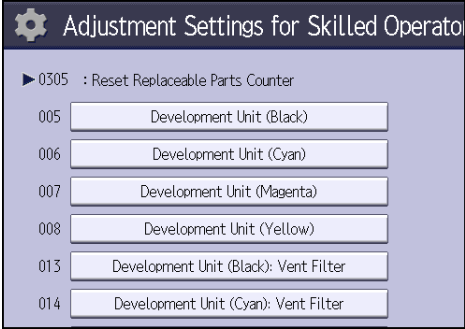 Adjustment Settings for Skilled Operato
0305 : Reset Replaceable Parts Counter
005 Development Unit (Black)
006 Development Unit (Cyan)
007 Development Unit (Magenta)
008 Development Unit (Yellow)
013 Development Unit (Black): Vent Filter
014 Development Unit (Cyan): Vent Filter